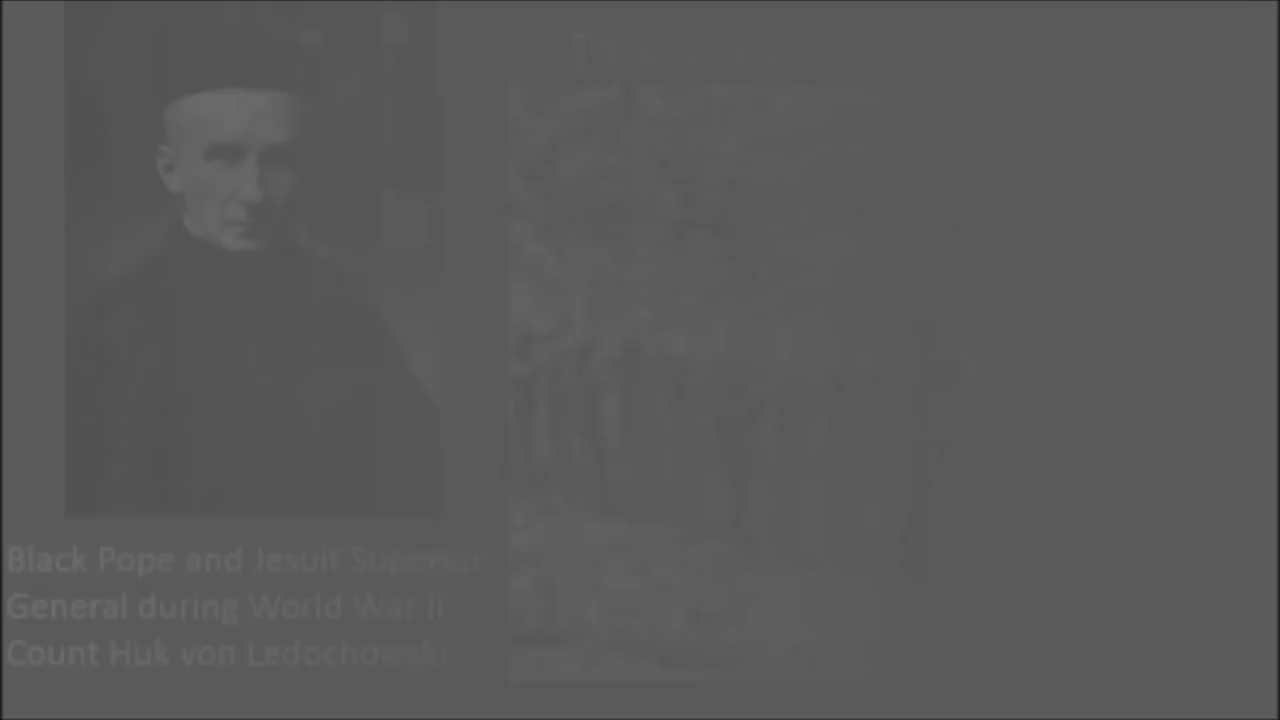 Black Pope and Jesuit Superior
General during World War II
Count Huk von Ledochowski